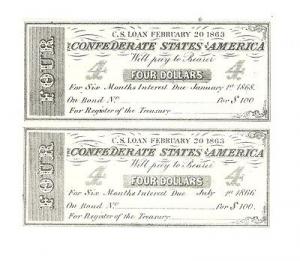 C.S. LOAN FEBRUARY 20 1863
FOUR
THE CONFEDERATE STATES of AMERICA
4 Will pay to Bearer 4
FOUR DOLLARS
For Six Months Interest Due January 1st 1868.
On Bond No Per $100
For Register of the Treasury
C.S. LOAN FEBRUARY 20 1863
FOUR
THE CONFEDERATE STATES of AMERICA
4 Will pay to Bearer 4
FOUR DOLLARS
For Six Months Interest Due July 1st 1866
On Bond No. Per $100.
For Register of the Treasury